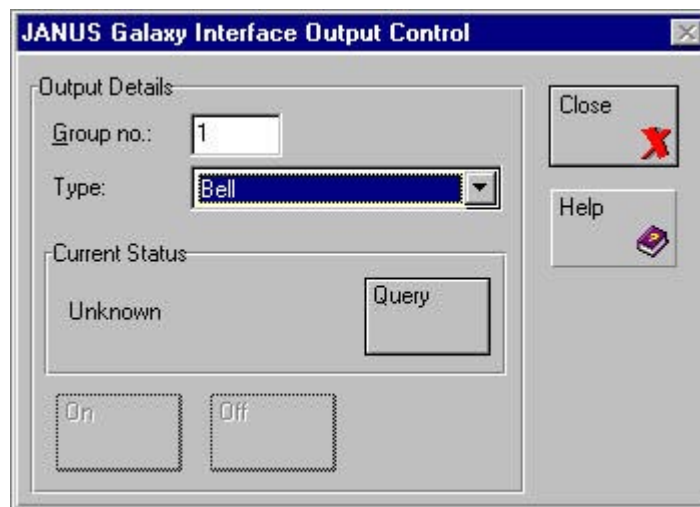 JANUS Galaxy Interface Output Control
Output Details
Group no.: 1
Type: Bell
Current Status
Unknown
Query
On
Off
Close
Help